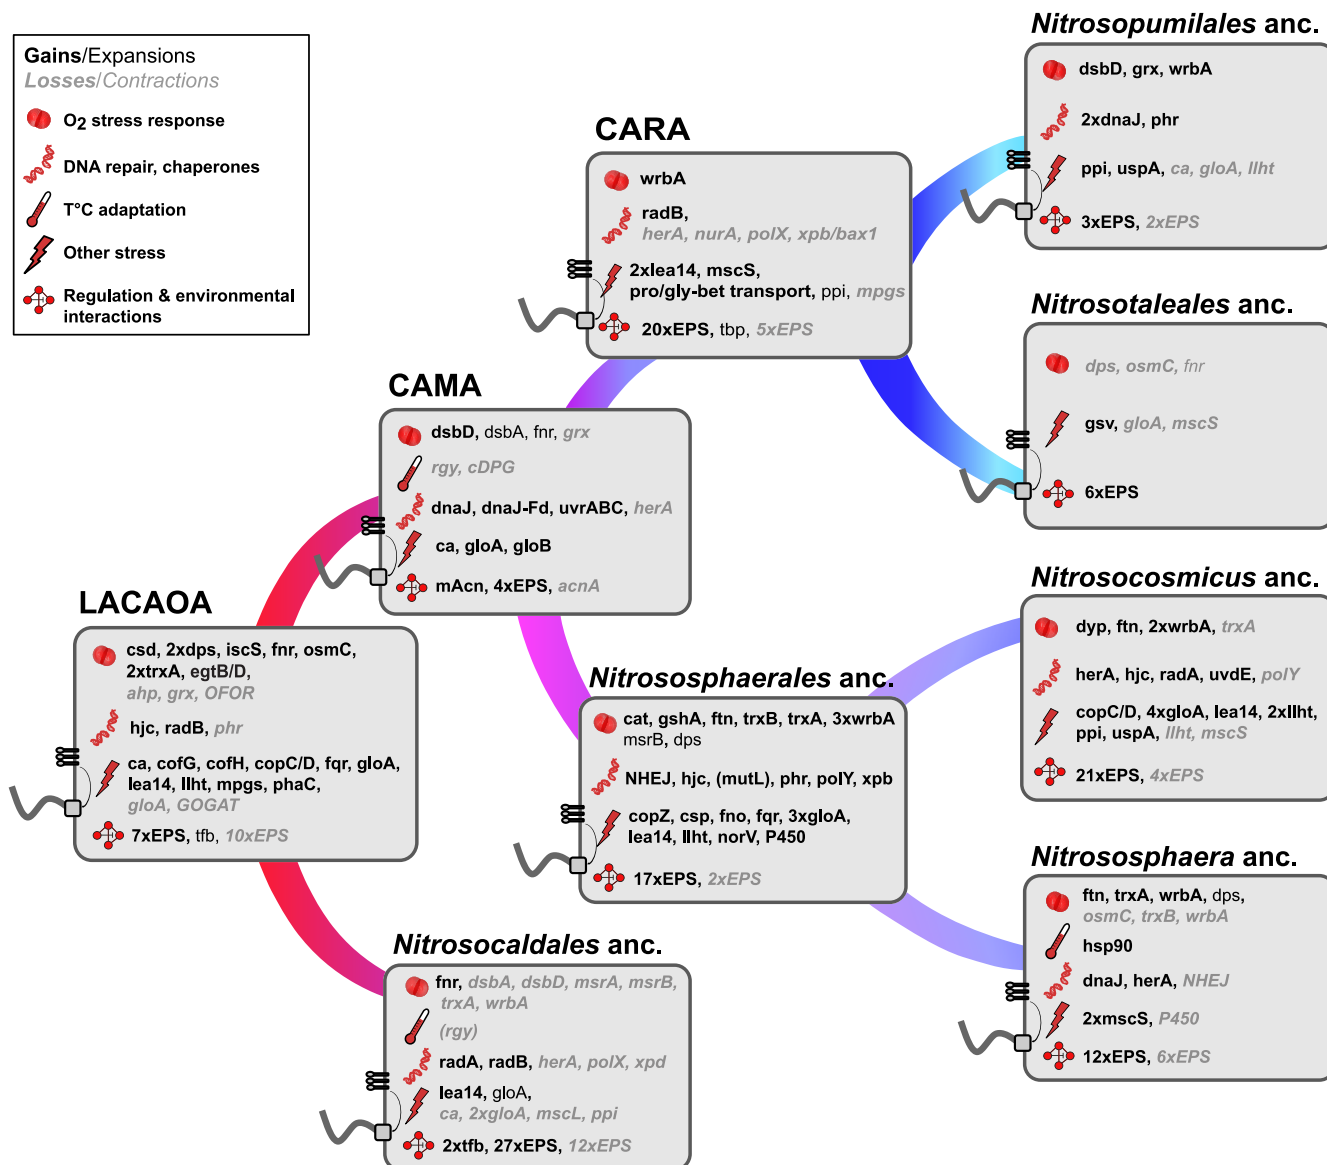 Gains/Expansions
Losses/Contractions
O2 stress response
DNA repair, chaperones
T°C adaptation
Other stress
Regulation & environmental
interactions
Nitrosopumilales anc.
dsbD, grx, wrbA
2xdnaJ, phr
ppi, uspA, ca, gloA, llht
3xEPS, 2xEPS
CARA
wrbA
radB,
herA, nurA, polX, xpb/bax1
2xlea14, mscS,
pro/gly-bet transport, ppi, mpgs
20xEPS, tbp, 5xEPS
Nitrosotaleales anc.
dps, osmC, fnr
gsv, gloA, mscS
6xEPS
CAMA
dsbD, dsbA, fnr, grx
rgy, cDPG
dnaJ, dnaJ-Fd, uvrABC, herA
ca, gloA, gloB
mAcn, 4xEPS, acnA
LACAOA
csd, 2xdps, iscS, fnr, osmC,
2xtrxA, egtB/D,
ahp, grx, OFOR
hjc, radB, phr
ca, cofG, cofH, copC/D, fqr, gloA,
lea14, llht, mpgs, phaC,
gloA, GOGAT
7xEPS, tfb, 10xEPS
Nitrosocosmicus anc.
dyp, ftn, 2xwrbA, trxA
herA, hjc, radA, uvdE, polY
copC/D, 4xgloA, lea14, 2xllht,
ppi, uspA, llht, mscS
21xEPS, 4xEPS
Nitrososphaerales anc.
cat, gshA, ftn, trxB, trxA, 3xwrbA
msrB, dps
NHEJ, hjc, (mutL), phr, polY, xpb
copZ, csp, fno, fqr, 3xgloA,
lea14, llht, norV, P450
17xEPS, 2xEPS
Nitrososphaera anc.
ftn, trxA, wrbA, dps,
osmC, trxB, wrbA
hsp90
dnaJ, herA, NHEJ
2xmscS, P450
12xEPS, 6xEPS
Nitrosocaldales anc.
fnr, dsbA, dsbD, msrA, msrB,
trxA, wrbA
(rgy)
radA, radB, herA, polX, xpd
lea14, gloA,
ca, 2xgloA, mscL, ppi
2xtfb, 27xEPS, 12xEPS